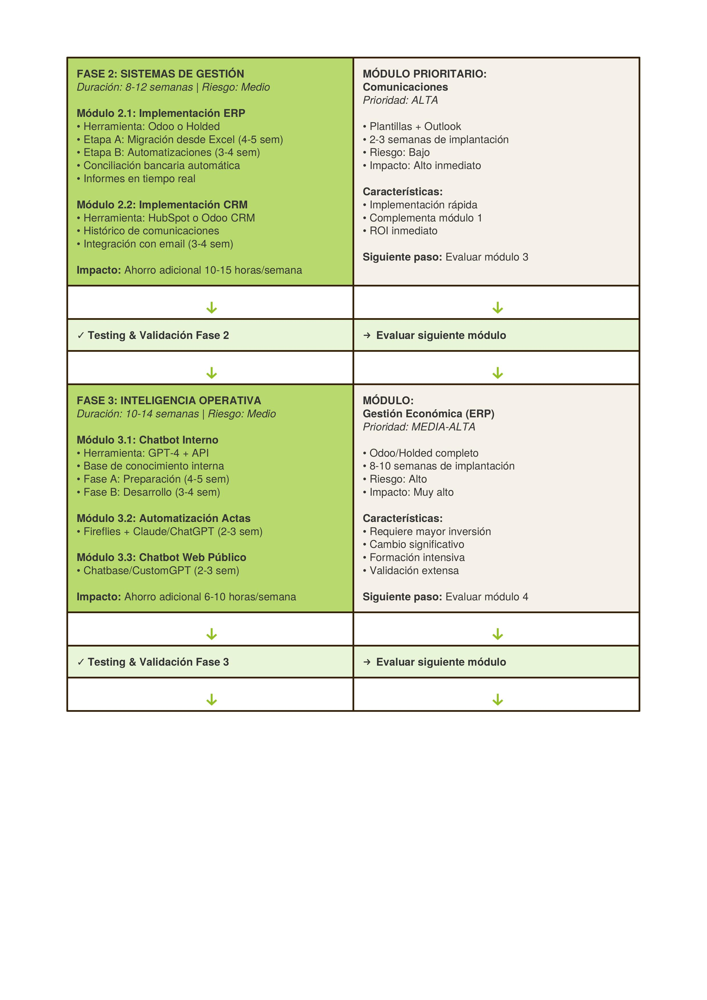 FASE 2: SISTEMAS DE GESTIÓN
Duración: 8-12 semanas | Riesgo: Medio
Módulo 2.1: Implementación ERP
• Herramienta: Odoo o Holded
• Etapa A: Migración desde Excel (4-5 sem)
• Etapa B: Automatizaciones (3-4 sem)
• Conciliación bancaria automática
• Informes en tiempo real
Módulo 2.2: Implementación CRM
• Herramienta: HubSpot o Odoo CRM
• Histórico de comunicaciones
• Integración con email (3-4 sem)
Impacto: Ahorro adicional 10-15 horas/semana
MÓDULO PRIORITARIO:
Comunicaciones
Prioridad: ALTA
• Plantillas + Outlook
• 2-3 semanas de implantación
• Riesgo: Bajo
• Impacto: Alto inmediato
Características:
• Implementación rápida
• Complementa módulo 1
• ROI inmediato
Siguiente paso: Evaluar módulo 3
↓
↓
✓ Testing & Validación Fase 2
→ Evaluar siguiente módulo
↓
↓
FASE 3: INTELIGENCIA OPERATIVA
Duración: 10-14 semanas | Riesgo: Medio
Módulo 3.1: Chatbot Interno
• Herramienta: GPT-4 + API
• Base de conocimiento interna
• Fase A: Preparación (4-5 sem)
• Fase B: Desarrollo (3-4 sem)
Módulo 3.2: Automatización Actas
• Fireflies + Claude/ChatGPT (2-3 sem)
Módulo 3.3: Chatbot Web Público
• Chatbase/CustomGPT (2-3 sem)
Impacto: Ahorro adicional 6-10 horas/semana
MÓDULO:
Gestión Económica (ERP)
Prioridad: MEDIA-ALTA
• Odoo/Holded completo
• 8-10 semanas de implantación
• Riesgo: Alto
• Impacto: Muy alto
Características:
• Requiere mayor inversión
• Cambio significativo
• Formación intensiva
• Validación extensa
Siguiente paso: Evaluar módulo 4
↓
↓
✓ Testing & Validación Fase 3
→ Evaluar siguiente módulo
↓
↓